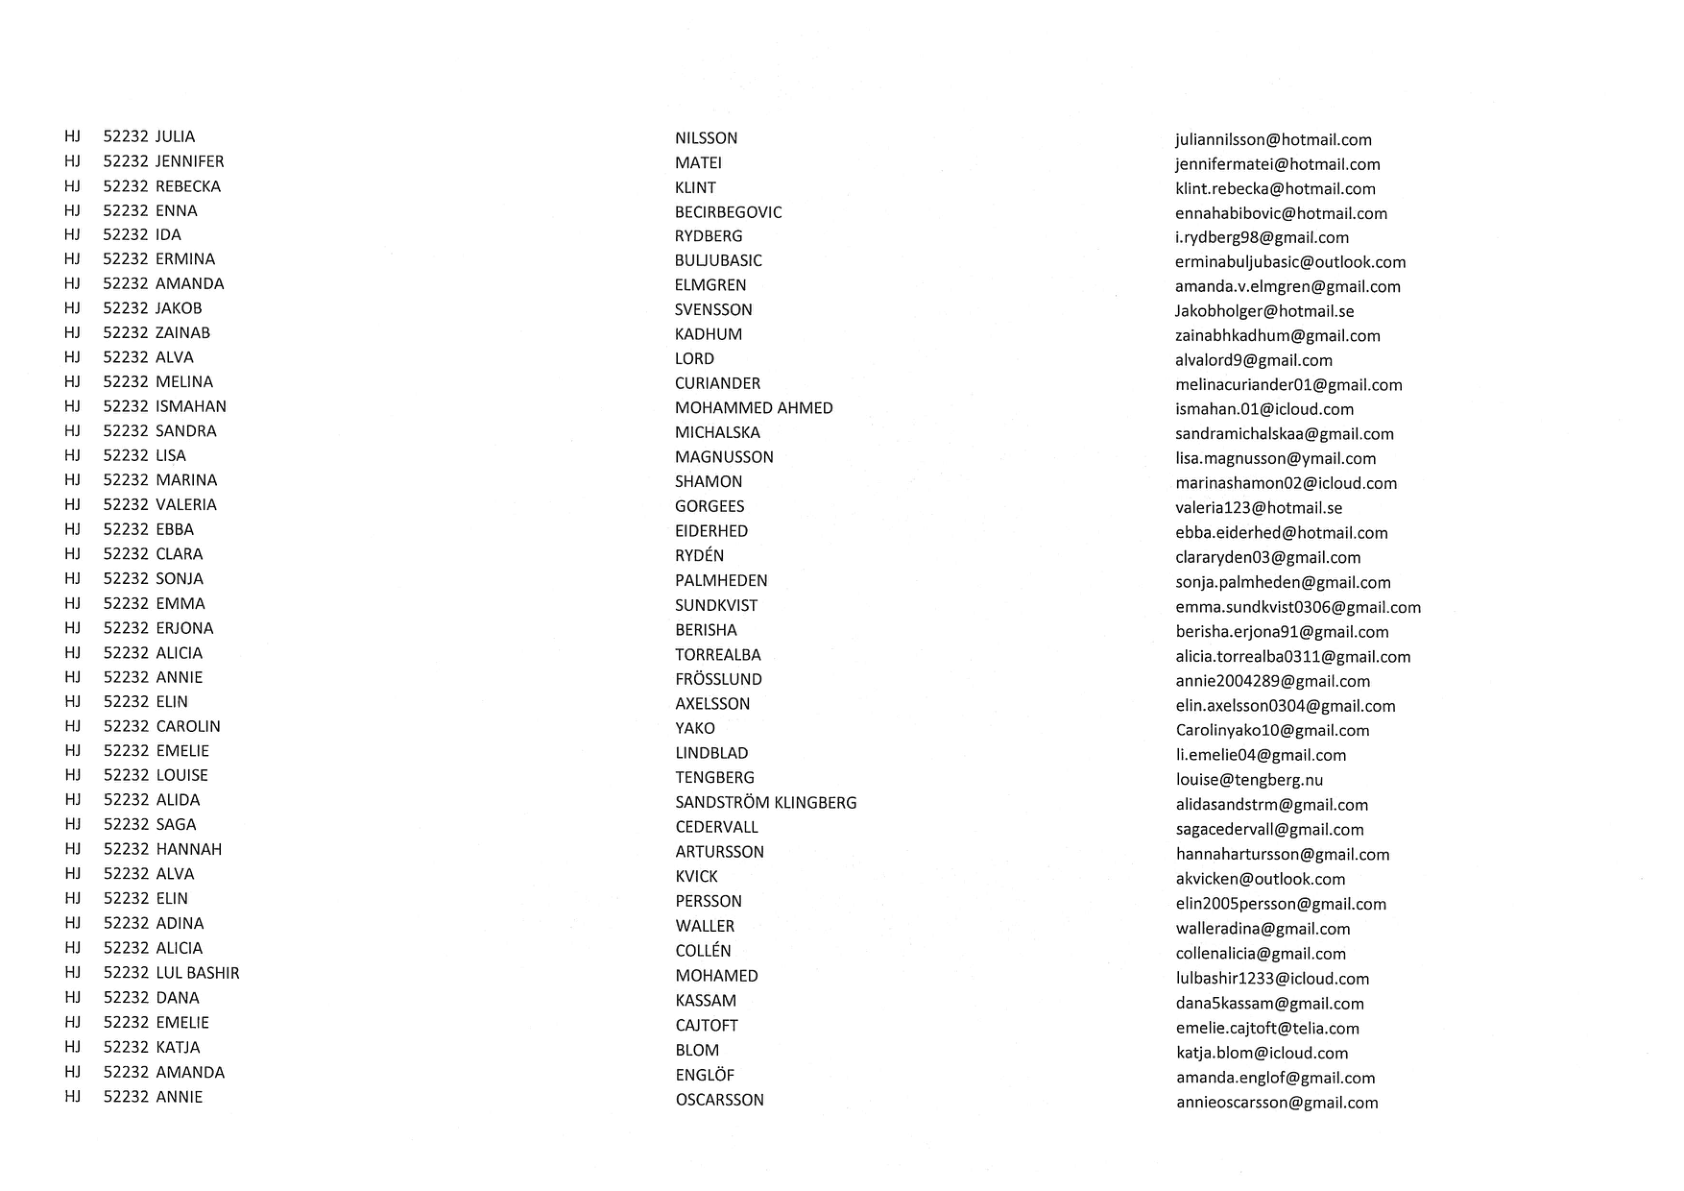 HJ 52232 JULIA NILSSON juliannilsson@hotmail.com
HJ 52232 JENNIFER MATEI jennifermatei@hotmail.com
HJ 52232 REBECKA KLINT klint.rebecka@hotmail.com
HJ 52232 ENNA BECIRBEGOVIC ennahabibovic@hotmail.com
HJ 52232 IDA RYDBERG i.rydberg98@gmail.com
HJ 52232 ERMINA BULJUBASIC erminabuljubasic@outlook.com
HJ 52232 AMANDA ELMGREN amanda.v.elmgren@gmail.com
HJ 52232 JAKOB SVENSSON Jakobholger@hotmail.se
HJ 52232 ZAINAB KADHUM zainabhkadhum@gmail.com
HJ 52232 ALVA LORD alvalord9@gmail.com
HJ 52232 MELINA CURIANDER melinacuriander01@gmail.com
HJ 52232 ISMAHAN MOHAMMED AHMED ismahan.01@icloud.com
HJ 52232 SANDRA MICHALSKA sandramichalskaa@gmail.com
HJ 52232 LISA MAGNUSSON lisa.magnusson@ymail.com
HJ 52232 MARINA SHAMON marinashamon02@icloud.com
HJ 52232 VALERIA GORGEES valeria123@hotmail.se
HJ 52232 EBBA EIDERHED ebba.eiderhed@hotmail.com
HJ 52232 CLARA RYDÉN clararyden03@gmail.com
HJ 52232 SONJA PALMHEDEN sonja.palmheden@gmail.com
HJ 52232 EMMA SUNDKVIST emma.sundkvist0306@gmail.com
HJ 52232 ERJONA BERISHA berisha.erjona91@gmail.com
HJ 52232 ALICIA TORREALBA alicia.torrealba0311@gmail.com
HJ 52232 ANNIE FRÖSSLUND annie2004289@gmail.com
HJ 52232 ELIN AXELSSON elin.axelsson0304@gmail.com
HJ 52232 CAROLIN YAKO Carolinyako10@gmail.com
HJ 52232 EMELIE LINDBLAD li.emelie04@gmail.com
HJ 52232 LOUISE TENGBERG louise@tengberg.nu
HJ 52232 ALIDA SANDSTRÖM KLINGBERG alidasandstrm@gmail.com
HJ 52232 SAGA CEDERVALL sagacedervall@gmail.com
HJ 52232 HANNAH ARTURSSON hannahartursson@gmail.com
HJ 52232 ALVA KVICK akvicken@outlook.com
HJ 52232 ELIN PERSSON elin2005persson@gmail.com
HJ 52232 ADINA WALLER walleradina@gmail.com
HJ 52232 ALICIA COLLÉN collenalicia@gmail.com
HJ 52232 LUL BASHIR MOHAMED lulbashir1233@icloud.com
HJ 52232 DANA KASSAM dana5kassam@gmail.com
HJ 52232 EMELIE CAJTOFT emelie.cajtoft@telia.com
HJ 52232 KATJA BLOM katja.blom@icloud.com
HJ 52232 AMANDA ENGLÖF amanda.englof@gmail.com
HJ 52232 ANNIE OSCARSSON annieoscarsson@gmail.com